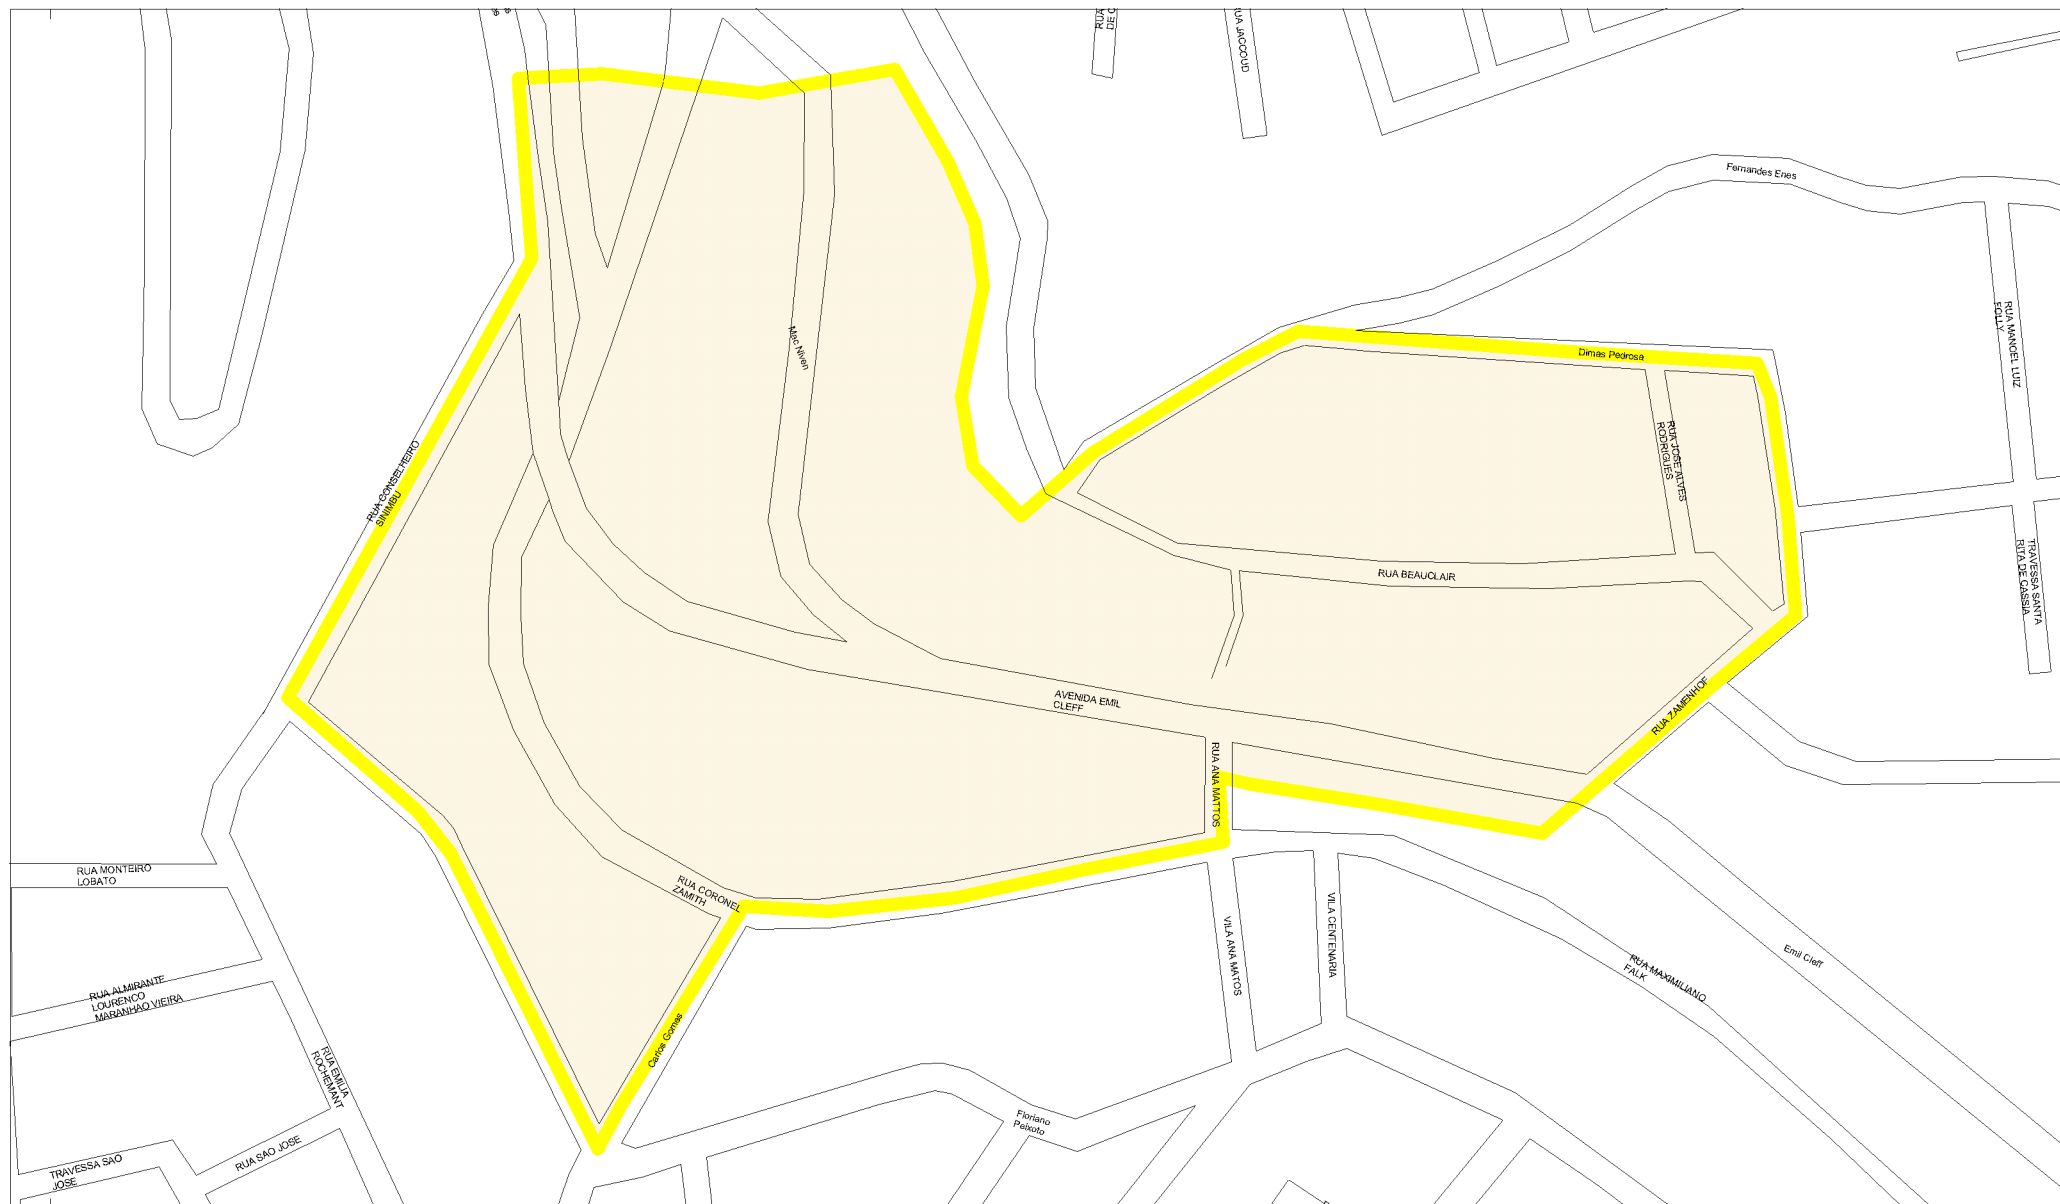 RUA
DE C
RUA JACCOUD
Fernandes Enes
RUA MANOEL LUIZ
FOLLY
Mac Niven
Dimas Pedrosa
RUA CONSELHEIRO
SINIMBU
RUA JOSE ALVES
RODRIGUES
RUA BEAUCLAIR
TRAVESSA SANTA
RITA DE CASSIA
AVENIDA EMIL
CLEFF
RUA ZAMENHOF
RUA ANA MATTOS
RUA MONTEIRO
LOBATO
RUA CORONEL
ZAMITH
VILA ANA MATOS
VILA CENTENARIA
Emil Cleff
RUA MAXIMILIANO
FALK
RUA ALMIRANTE
LOURENCO
MARANHAO VIEIRA
Carlos Gomes
RUA EMILIA
ROCHEMANT
Floriano
Peixoto
RUA SAO JOSE
TRAVESSA SAO
JOSE